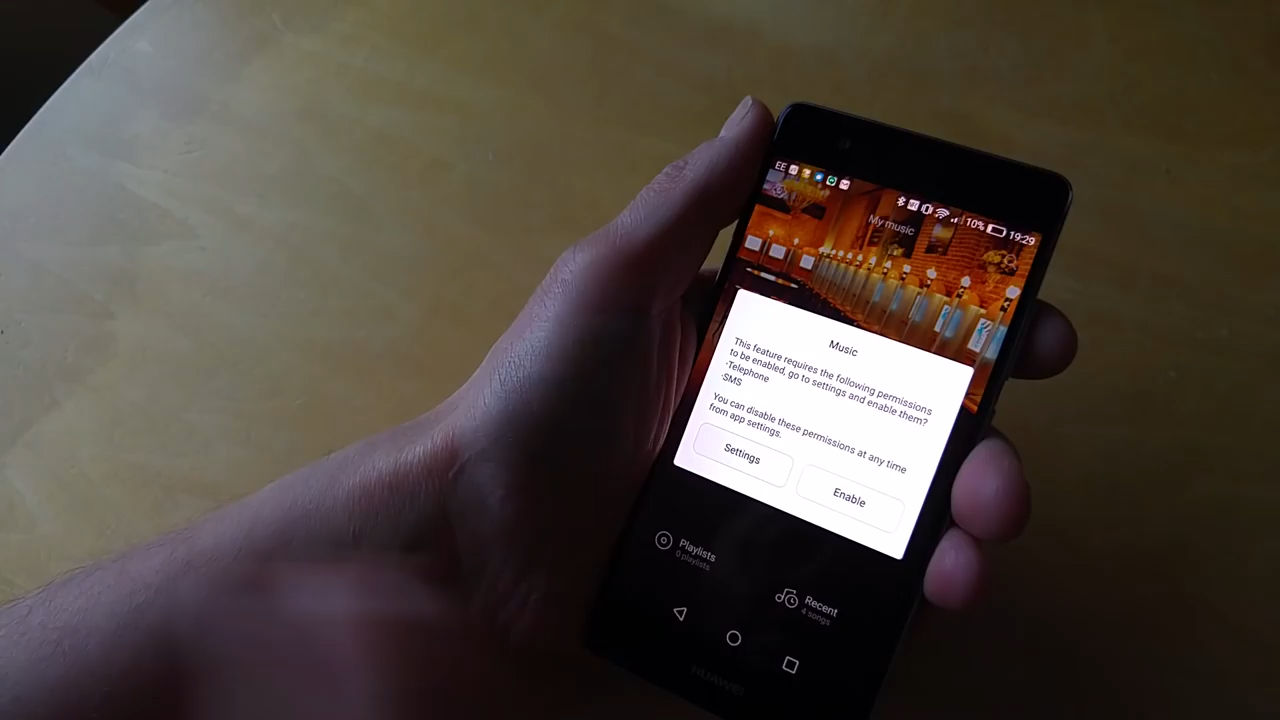 EE
10%
19:29
My music
Music
This feature requires the following permissions
to be enabled, go to settings and enable them?
·Telephone
·SMS
You can disable these permissions at any time
from app settings.
Settings
Enable
Playlists
0 playlists
Recent
4 songs
HUAWEI